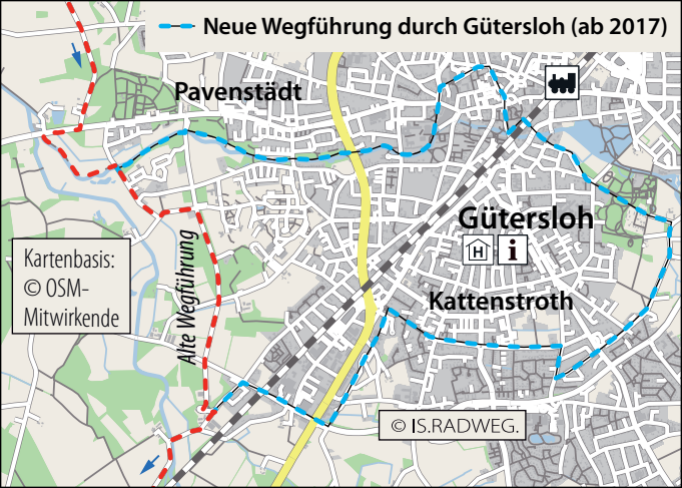 Neue Wegführung durch Gütersloh (ab 2017)
Pavenstädt
Gütersloh
H
i
Kattenstroth
Alte Wegführung
Kartenbasis:
© OSM-
Mitwirkende
© IS.RADWEG.